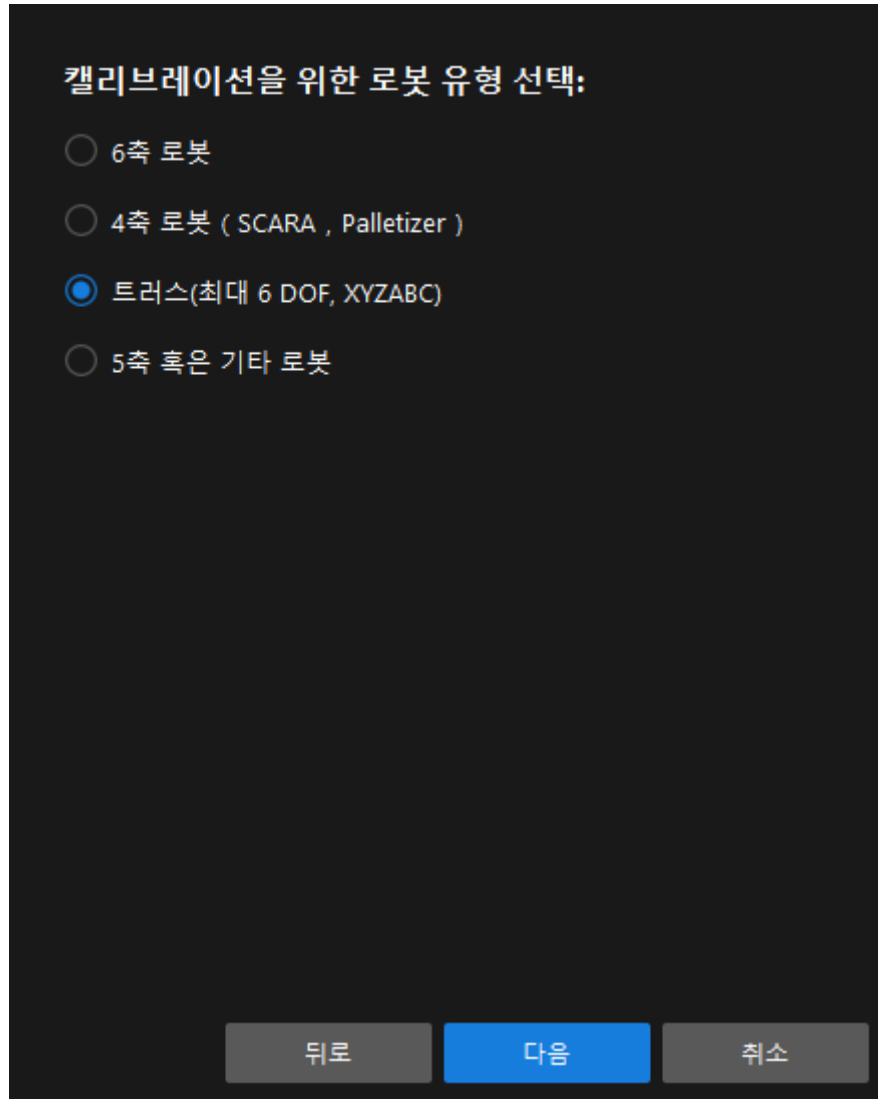 캘리브레이션을 위한 로봇 유형 선택:
6축 로봇
4축 로봇 ( SCARA , Palletizer )
트러스(최대 6 DOF, XYZABC)
5축 혹은 기타 로봇
뒤로 다음 취소